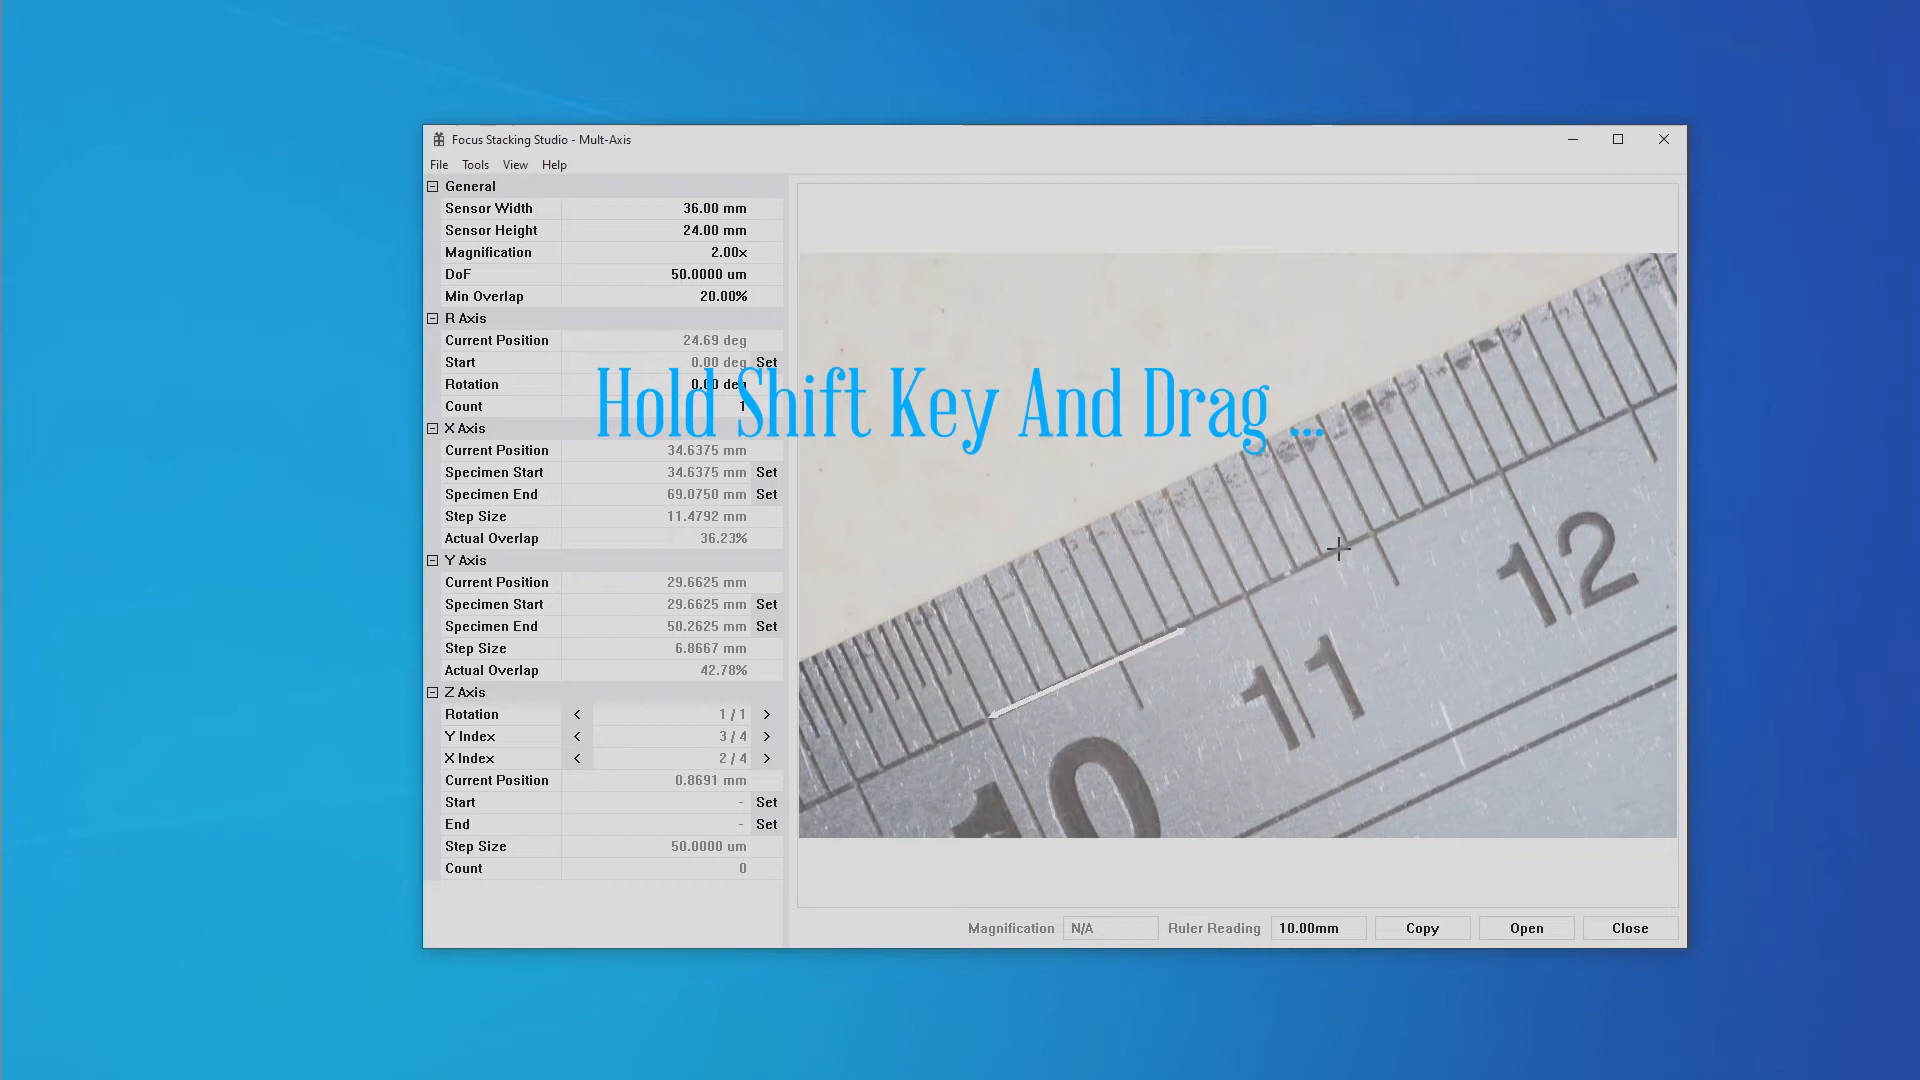 Focus Stacking Studio - Mult-Axis
File Tools View Help
General
Sensor Width 36.00 mm
Sensor Height 24.00 mm
Magnification 2.00x
DoF 50.0000 um
Min Overlap 20.00%
R Axis
Current Position 24.69 deg
Start 0.00 deg Set
Rotation 0.00 deg
Count 1
Hold Shift Key And Drag ...
X Axis
Current Position 34.6375 mm
Specimen Start 34.6375 mm Set
Specimen End 69.0750 mm Set
Step Size 11.4792 mm
Actual Overlap 36.23%
Y Axis
Current Position 29.6625 mm
Specimen Start 29.6625 mm Set
Specimen End 50.2625 mm Set
Step Size 6.8667 mm
Actual Overlap 42.78%
Z Axis
Rotation < 1 / 1 >
Y Index < 3 / 4 >
X Index < 2 / 4 >
Current Position 0.8691 mm
Start - Set
End - Set
Step Size 50.0000 um
Count 0
10 11 12
Magnification N/A Ruler Reading 10.00mm Copy Open Close